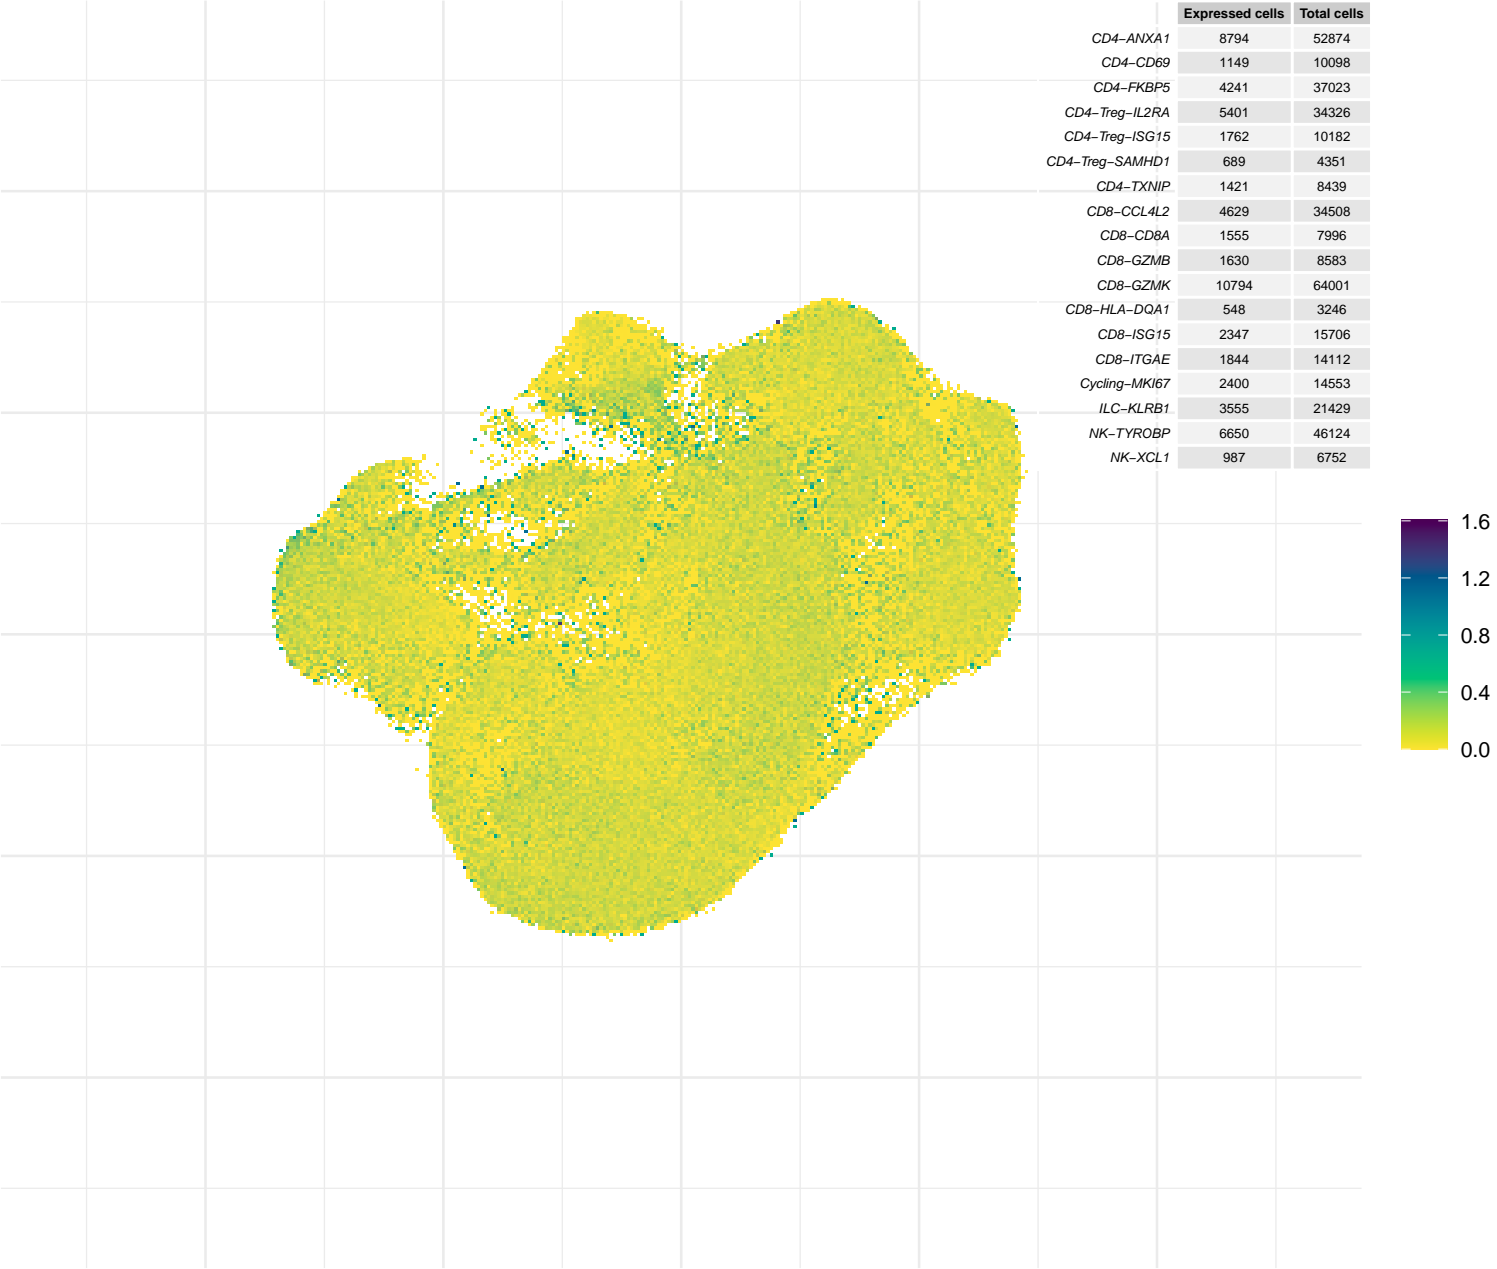 Expressed cells Total cells
CD4−ANXA1 8794 52874
CD4−CD69 1149 10098
CD4−FKBP5 4241 37023
CD4−Treg−IL2RA 5401 34326
CD4−Treg−ISG15 1762 10182
CD4−Treg−SAMHD1 689 4351
CD4−TXNIP 1421 8439
CD8−CCL4L2 4629 34508
CD8−CD8A 1555 7996
CD8−GZMB 1630 8583
CD8−GZMK 10794 64001
CD8−HLA−DQA1 548 3246
CD8−ISG15 2347 15706
CD8−ITGAE 1844 14112
Cycling−MKI67 2400 14553
ILC−KLRB1 3555 21429
NK−TYROBP 6650 46124
NK−XCL1 987 6752
1.6
1.2
0.8
0.4
0.0